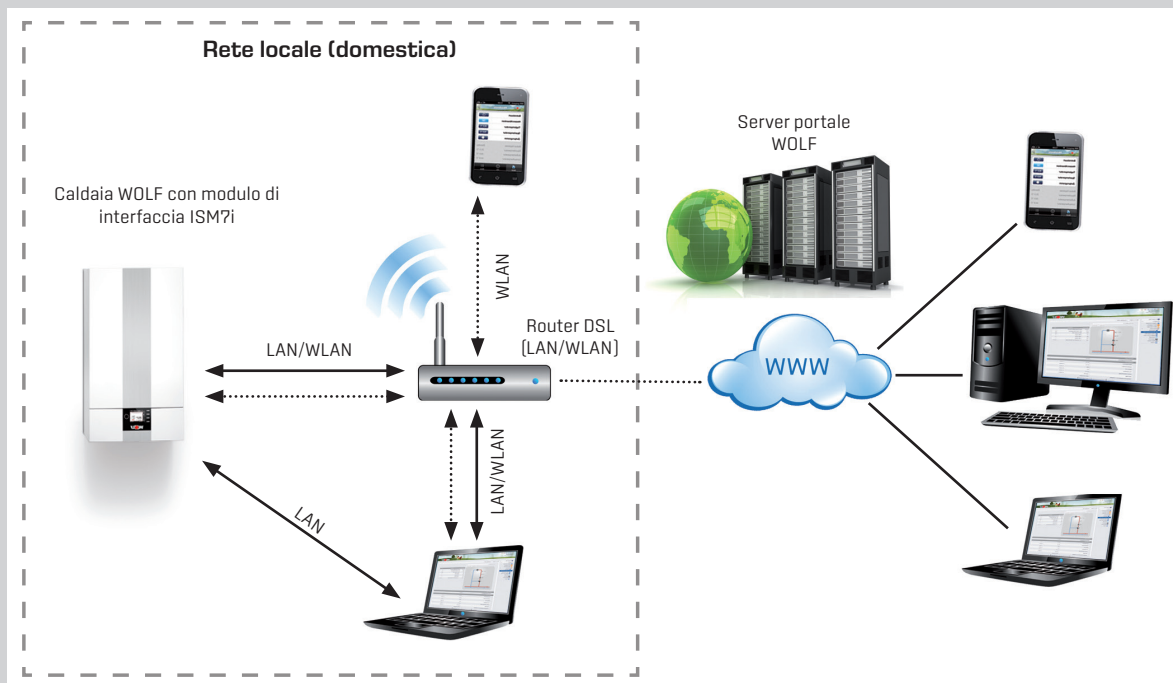 Rete locale (domestica)
Caldaia WOLF con modulo di
interfaccia ISM7i
LAN/WLAN
WLAN
Router DSL
(LAN/WLAN)
LAN/WLAN
LAN
Server portale
WOLF
WWW